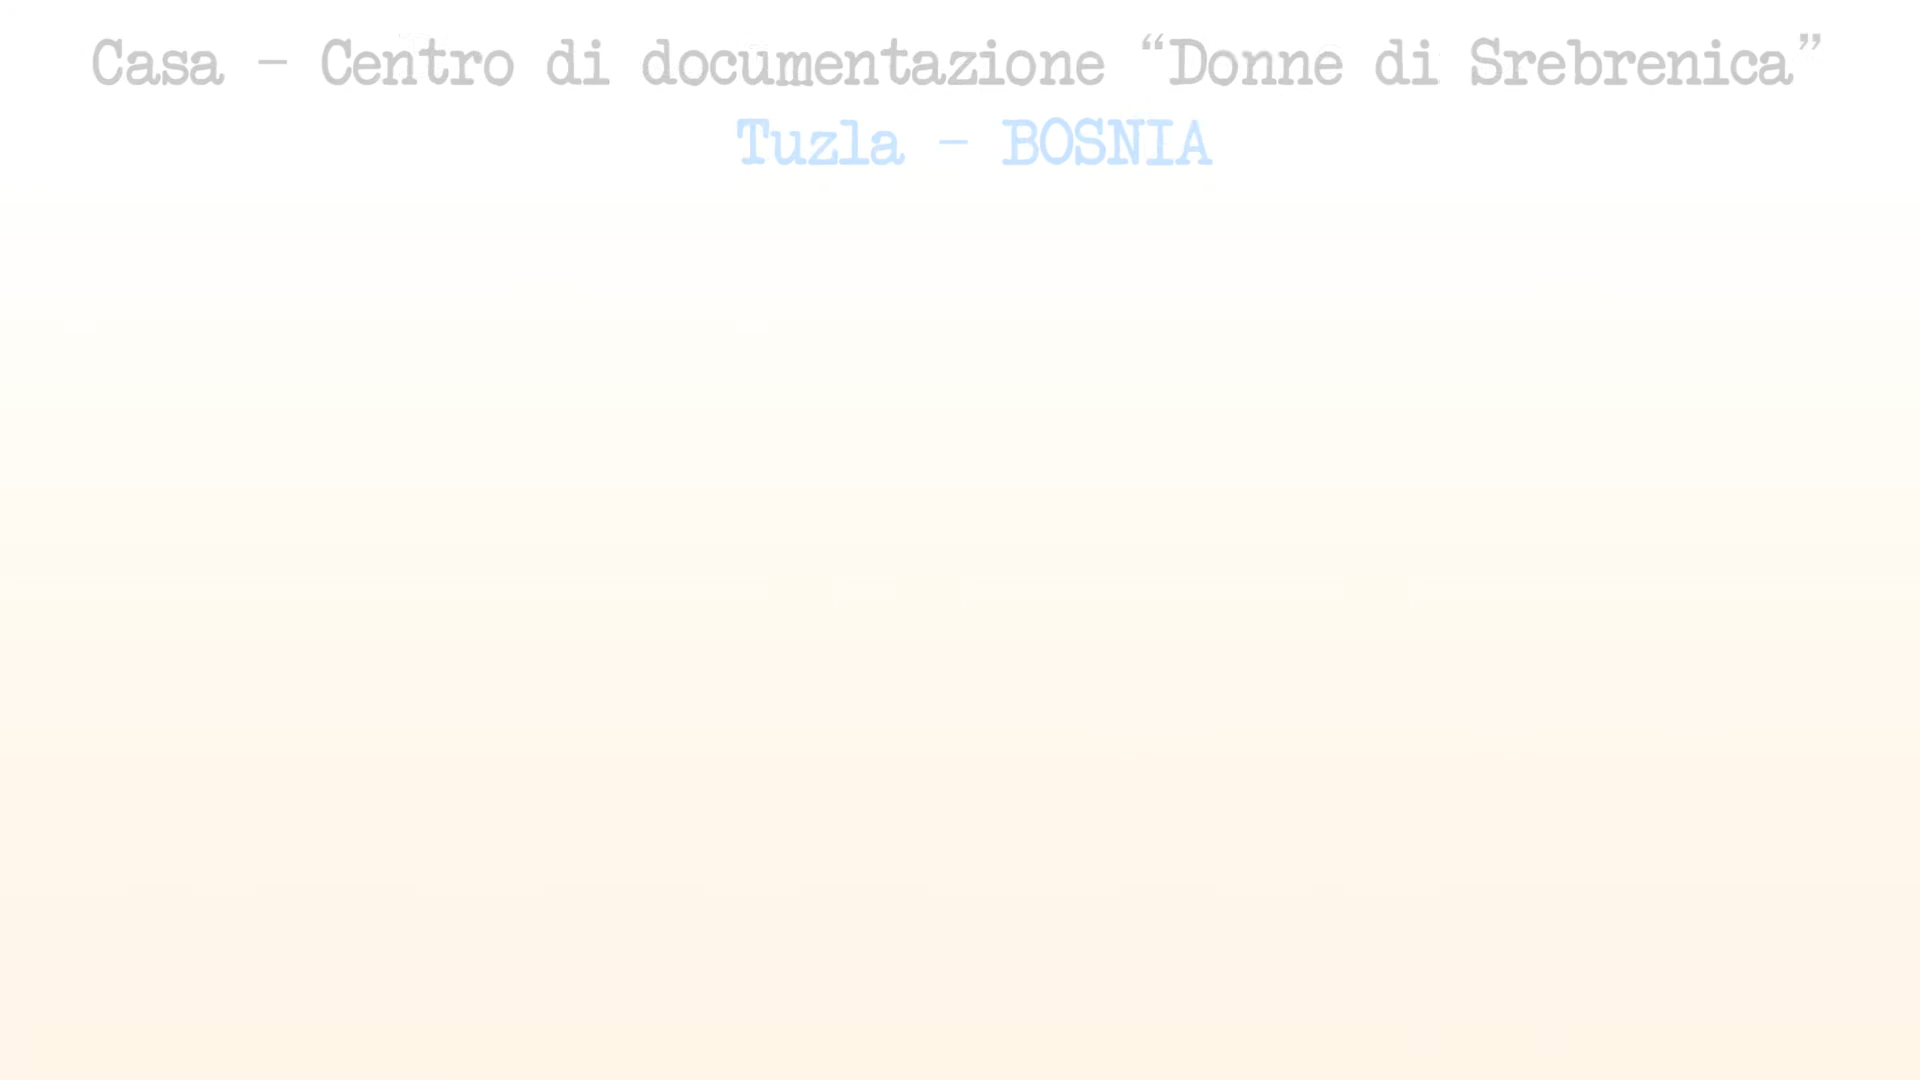 Casa – Centro di documentazione “Donne di Srebrenica”
Tuzla – BOSNIA